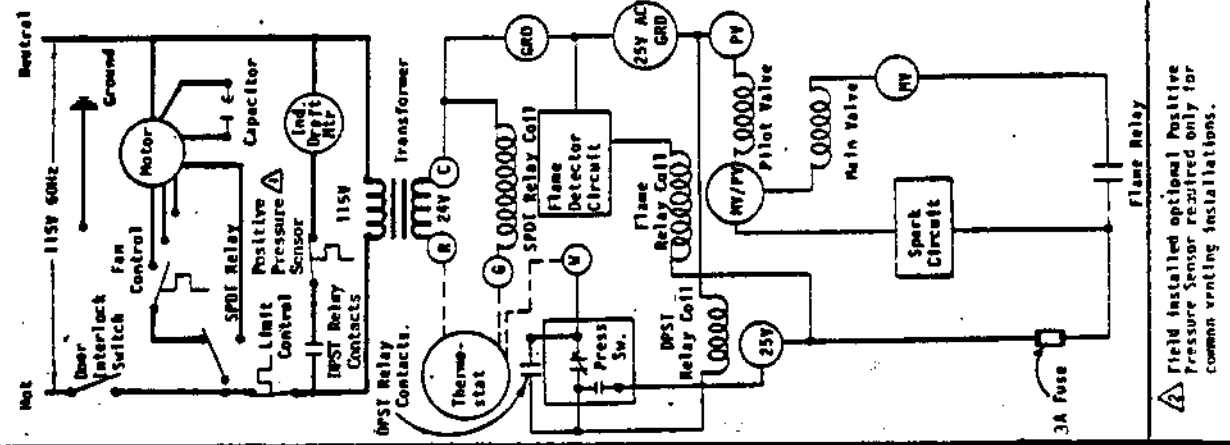 Neutral
115V 60Hz
Hot
Ground
Motor
Capacitor
Door
Interlock
Switch
Fan
Control
SPDT Relay
Ind.
Draft
Mtr
Positive
Pressure
Sensor
Limit
Control
DPST Relay
Contacts
115V
Transformer
24V
R
C
GRD
25V AC
GRD
PV
SPDT Relay Coil
G
W
Thermo-
stat
DPST Relay
Contacts.
Press
Sw.
Flame
Detector
Circuit
Flame
Relay Coil
DPST
Relay Coil
25V
Pilot Valve
MV/PV
Main Valve
MV
Spark
Circuit
3A Fuse
Flame Relay
2 Field installed optional Positive
Pressure Sensor required only for
common venting installations.